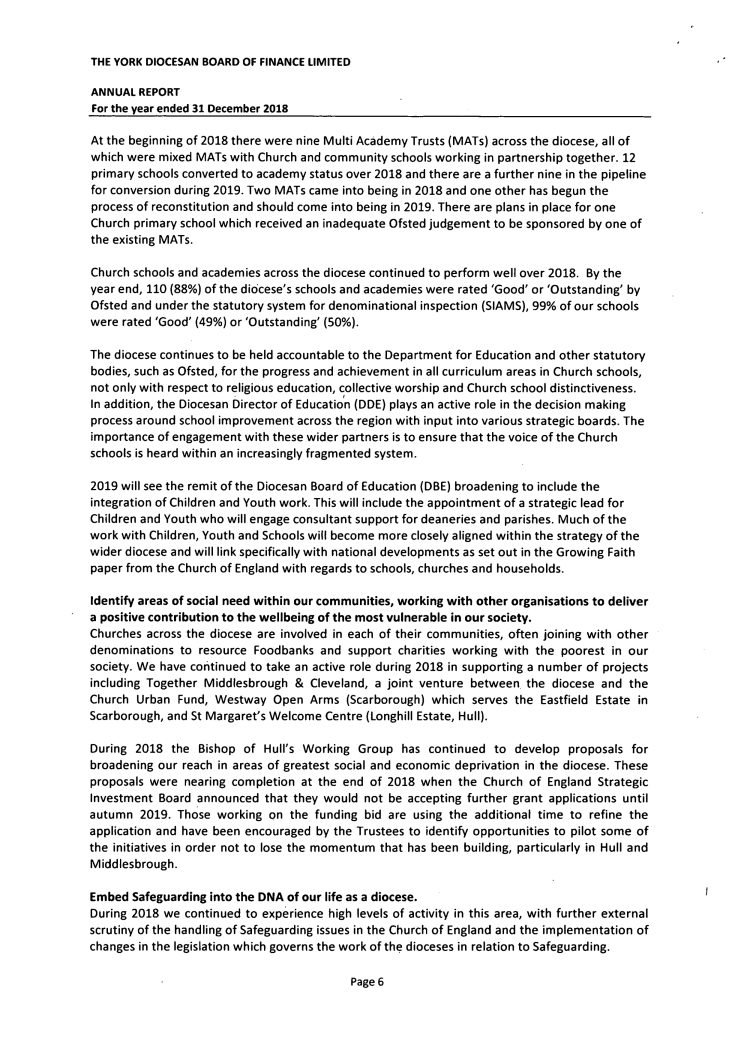 THE YORK DIOCESAN BOARD OF FINANCE LIMITED
ANNUAL REPORT
For the year ended 31 December 2018
At the beginning of 2018 there were nine Multi Academy Trusts (MATs) across the diocese, all of
which were mixed MATs with Church and community schools working in partnership together. 12
primary schools converted to academy status over 2018 and there are a further nine in the pipeline
for conversion during 2019. Two MATs came into being in 2018 and one other has begun the
process of reconstitution and should come into being in 2019. There are plans in place for one
Church primary school which received an inadequate Ofsted judgement to be sponsored by one of
the existing MATs.
Church schools and academies across the diocese continued to perform well over 2018. By the
year end, 110 (88%) of the diocese's schools and academies were rated 'Good' or 'Outstanding' by
Ofsted and under the statutory system for denominational inspection (SIAMS), 99% of our schools
were rated 'Good' (49%) or 'Outstanding' (50%).
The diocese continues to be held accountable to the Department for Education and other statutory
bodies, such as Ofsted, for the progress and achievement in all curriculum areas in Church schools,
not only with respect to religious education, collective worship and Church school distinctiveness.
In addition, the Diocesan Director of Education (DDE) plays an active role in the decision making
process around school improvement across the region with input into various strategic boards. The
importance of engagement with these wider partners is to ensure that the voice of the Church
schools is heard within an increasingly fragmented system.
2019 will see the remit of the Diocesan Board of Education (DBE) broadening to include the
integration of Children and Youth work. This will include the appointment of a strategic lead for
Children and Youth who will engage consultant support for deaneries and parishes. Much of the
work with Children, Youth and Schools will become more closely aligned within the strategy of the
wider diocese and will link specifically with national developments as set out in the Growing Faith
paper from the Church of England with regards to schools, churches and households.
Identify areas of social need within our communities, working with other organisations to deliver
a positive contribution to the wellbeing of the most vulnerable in our society.
Churches across the diocese are involved in each of their communities, often joining with other
denominations to resource Foodbanks and support charities working with the poorest in our
society. We have continued to take an active role during 2018 in supporting a number of projects
including Together Middlesbrough & Cleveland, a joint venture between the diocese and the
Church Urban Fund, Westway Open Arms (Scarborough) which serves the Eastfield Estate in
Scarborough, and St Margaret's Welcome Centre (Longhill Estate, Hull).
During 2018 the Bishop of Hull's Working Group has continued to develop proposals for
broadening our reach in areas of greatest social and economic deprivation in the diocese. These
proposals were nearing completion at the end of 2018 when the Church of England Strategic
Investment Board announced that they would not be accepting further grant applications until
autumn 2019. Those working on the funding bid are using the additional time to refine the
application and have been encouraged by the Trustees to identify opportunities to pilot some of
the initiatives in order not to lose the momentum that has been building, particularly in Hull and
Middlesbrough.
Embed Safeguarding into the DNA of our life as a diocese.
During 2018 we continued to experience high levels of activity in this area, with further external
scrutiny of the handling of Safeguarding issues in the Church of England and the implementation of
changes in the legislation which governs the work of the dioceses in relation to Safeguarding.
Page 6